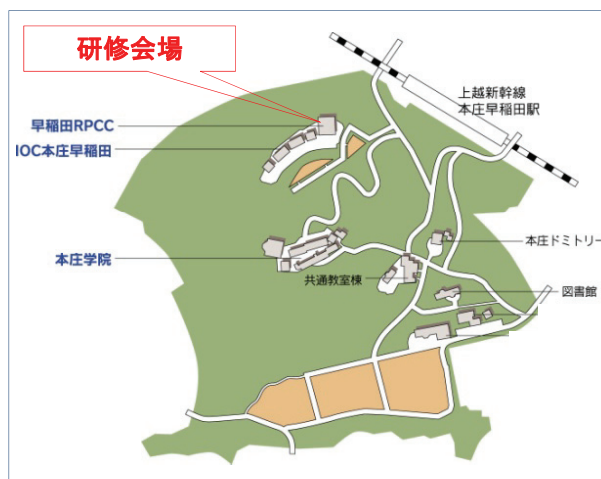 研修会場
上越新幹線
本庄早稲田駅
早稲田RPCC
IOC本庄早稲田
本庄学院
本庄ドミトリー
共通教室棟
図書館